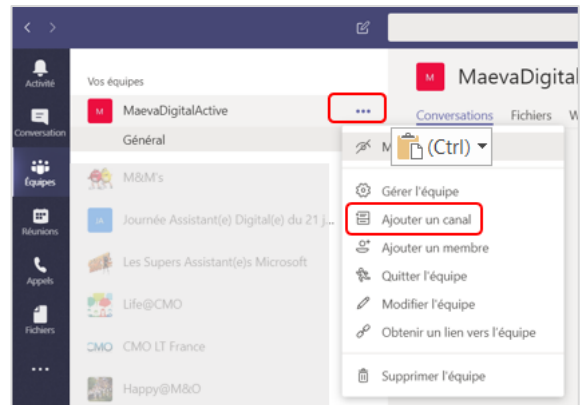 Activité
Conversation
Équipes
Réunions
Appels
Fichiers
Vos équipes
M MaevaDigitalActive
Général
M&M's
JA Journée Assistant(e) Digital(e) du 21 j...
Les Supers Assistant(e)s Microsoft
Life@CMO
CMO CMO LT France
Happy@M&O
M MaevaDigital
Conversations Fichiers W
M
(Ctrl)
Gérer l'équipe
Ajouter un canal
Ajouter un membre
Quitter l'équipe
Modifier l'équipe
Obtenir un lien vers l'équipe
Supprimer l'équipe